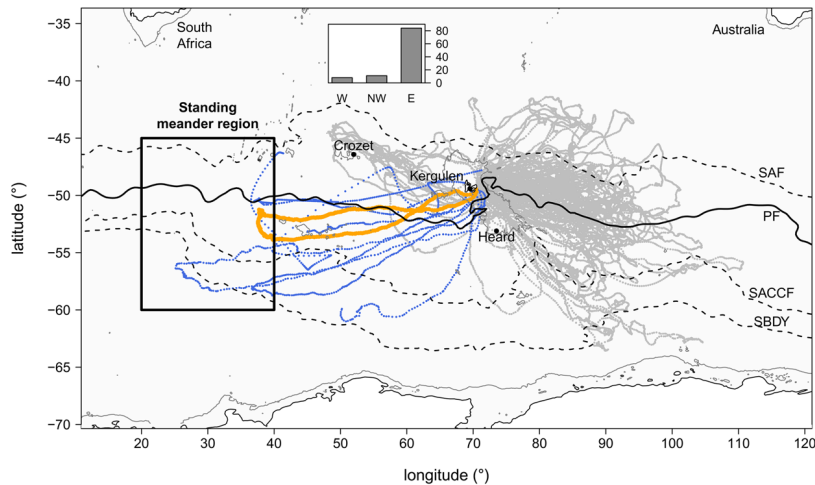 South
Africa
Australia
80
60
40
20
0
W NW E
Standing
meander region
Crozet
Kergulen
Heard
SAF
PF
SACCF
SBDY
−35
−40
−45
−50
−55
−60
−65
−70
latitude (°)
20 30 40 50 60 70 80 90 100 110 120
longitude (°)